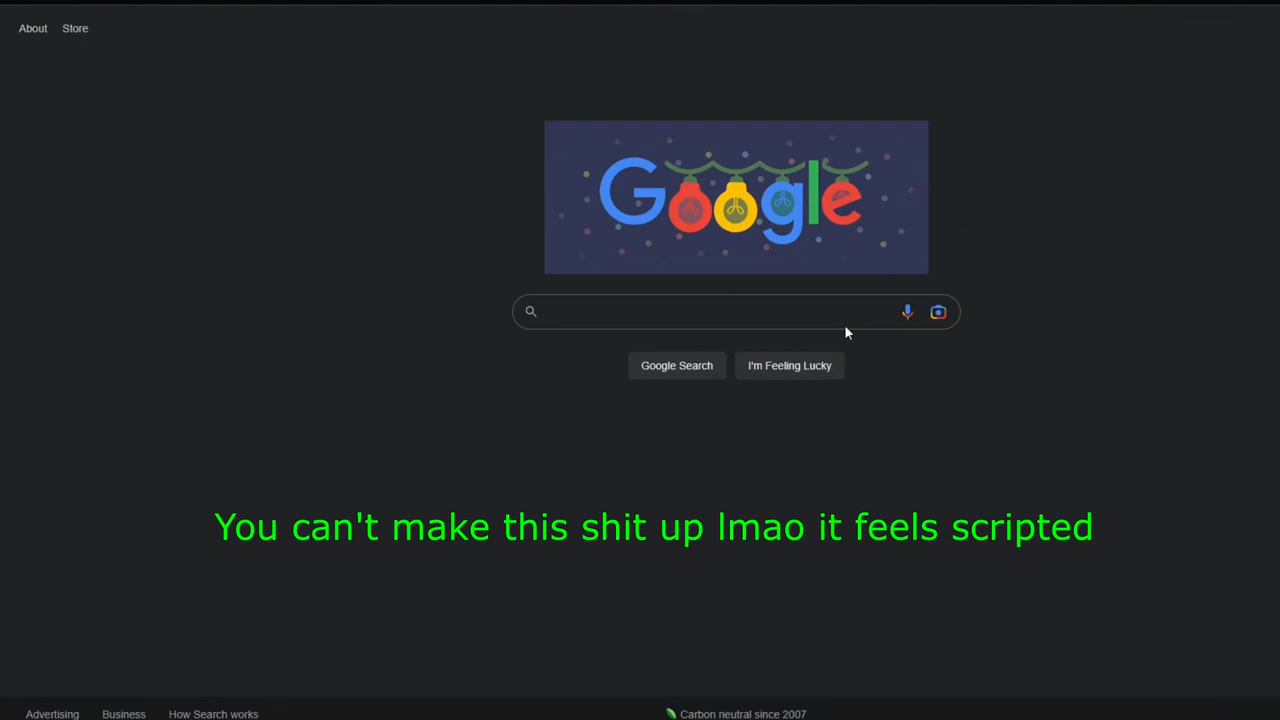 About Store
Google
Google Search I'm Feeling Lucky
You can't make this shit up lmao it feels scripted
Advertising Business How Search works Carbon neutral since 2007